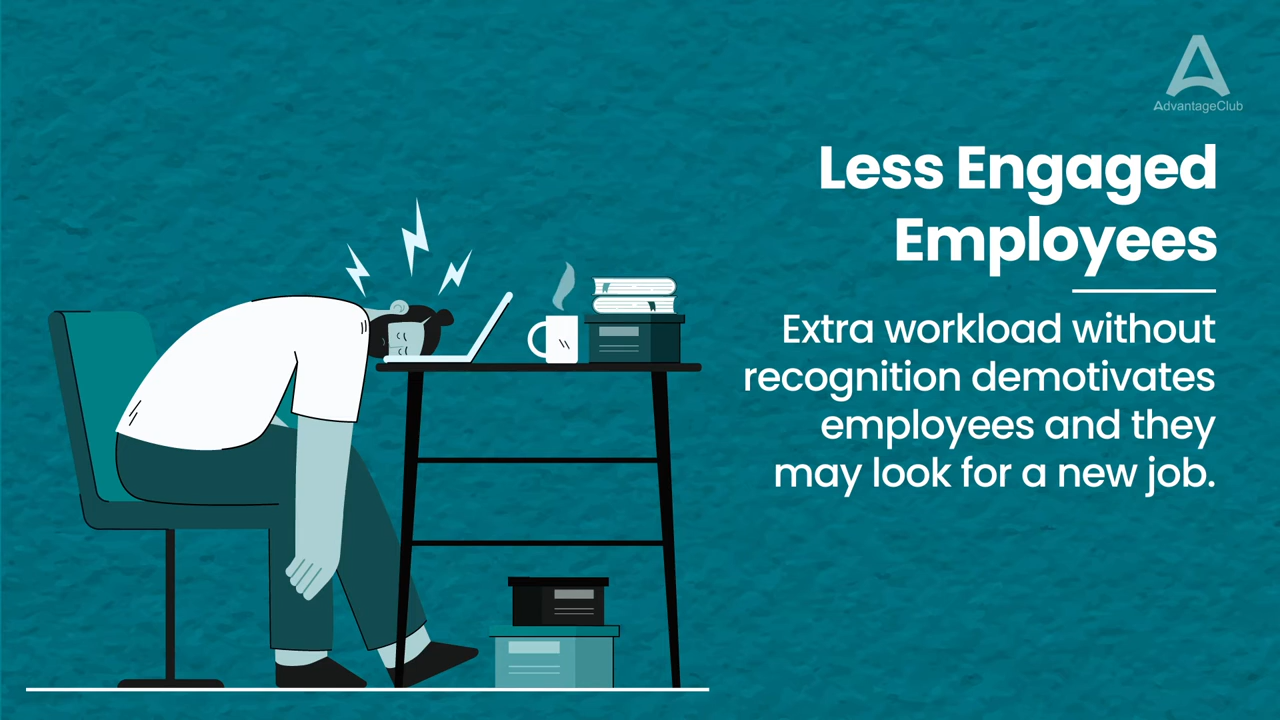 AdvantageClub
Less Engaged
Employees
Extra workload without
recognition demotivates
employees and they
may look for a new job.